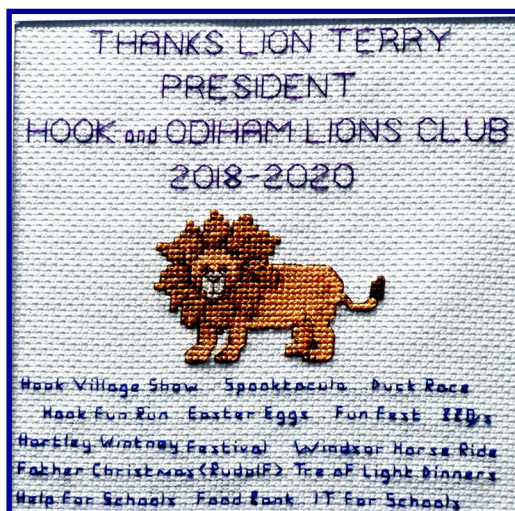 THANKS LION TERRY
PRESIDENT
HOOK and ODIHAM LIONS CLUB
2018-2020
Hook Village Show Spooktacula Duck Race
Hook Fun Run Easter Eggs Fun Fest BBQs
Hartley Wintney Festival Windsor Horse Ride
Father Christmas (Rudolf) Tre of Light Dinners
Help For Schools Food Bank IT For Schools